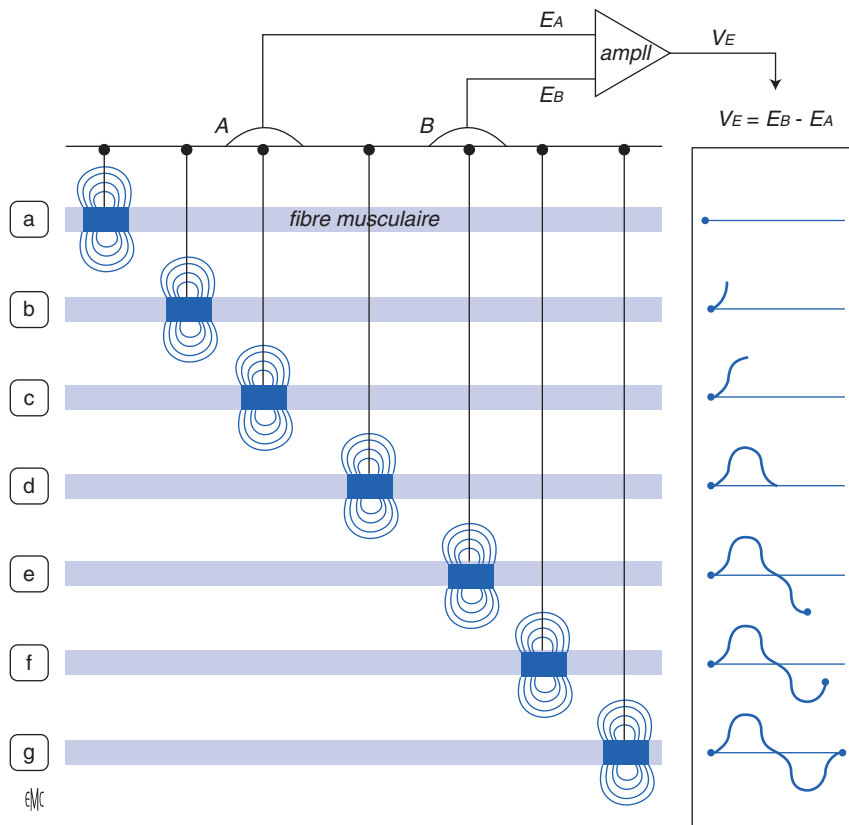 EA
ampli
VE
EB
VE = EB - EA
A
B
a
fibre musculaire
b
c
d
e
f
g
EMC